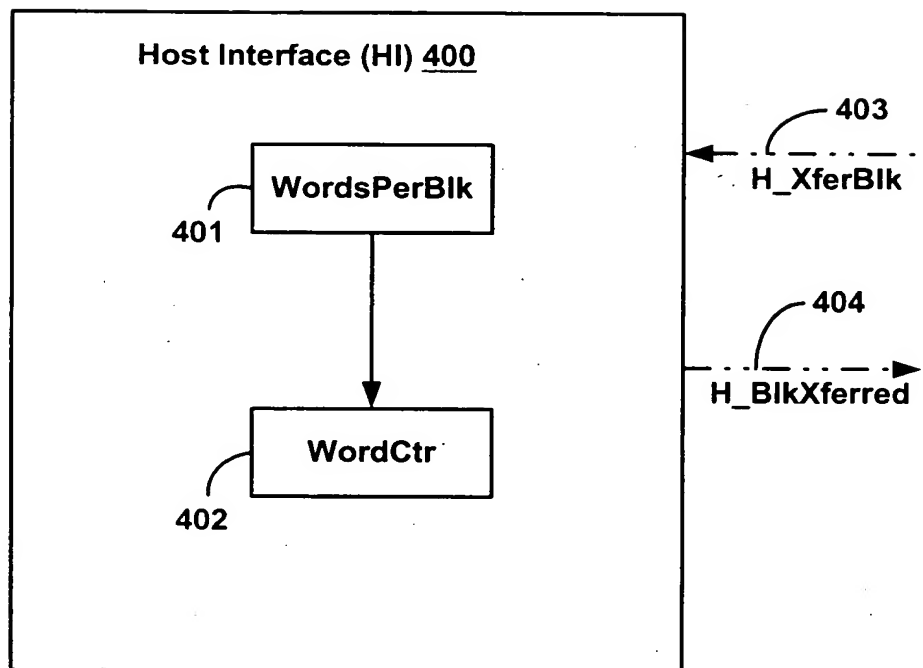 Host Interface (HI) 400
403
H_XferBlk
WordsPerBlk
401
404
H_BlkXferred
WordCtr
402